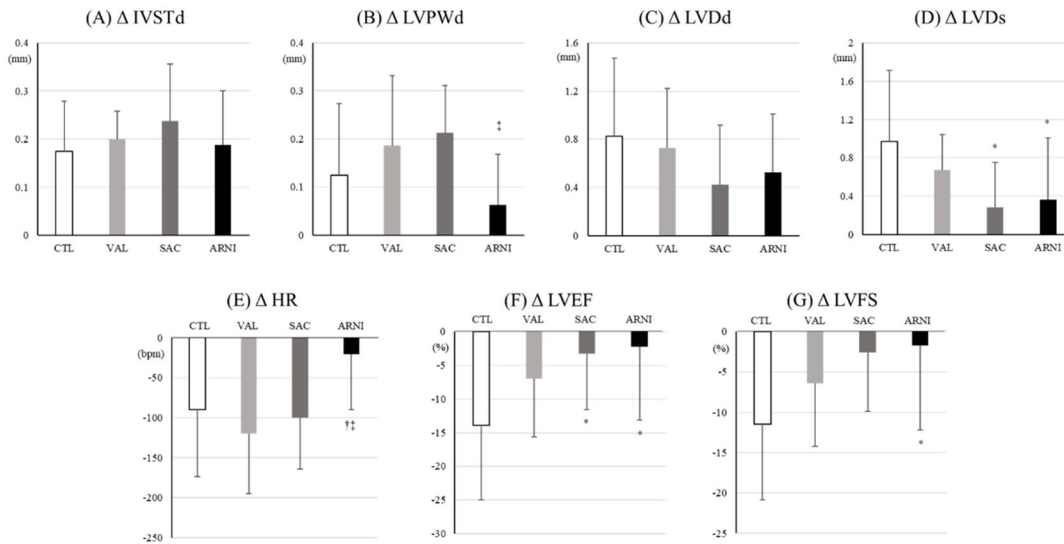 (A) Δ IVSTd
0.4
(mm)
0.3
0.2
0.1
0
CTL VAL SAC ARNI
(B) Δ LVPWd
0.4
(mm)
0.3
0.2
0.1
0
‡
CTL VAL SAC ARNI
(C) Δ LVDd
1.6
(mm)
1.2
0.8
0.4
0
CTL VAL SAC ARNI
(D) Δ LVDs
2
(mm)
1.6
1.2
0.8
0.4
0
* *
CTL VAL SAC ARNI
(E) Δ HR
CTL VAL SAC ARNI
0
(bpm)
-50
-100
-150
-200
-250
†‡
(F) Δ LVEF
CTL VAL SAC ARNI
0
(%)
-5
-10
-15
-20
-25
-30
* *
(G) Δ LVFS
CTL VAL SAC ARNI
0
(%)
-5
-10
-15
-20
-25
*